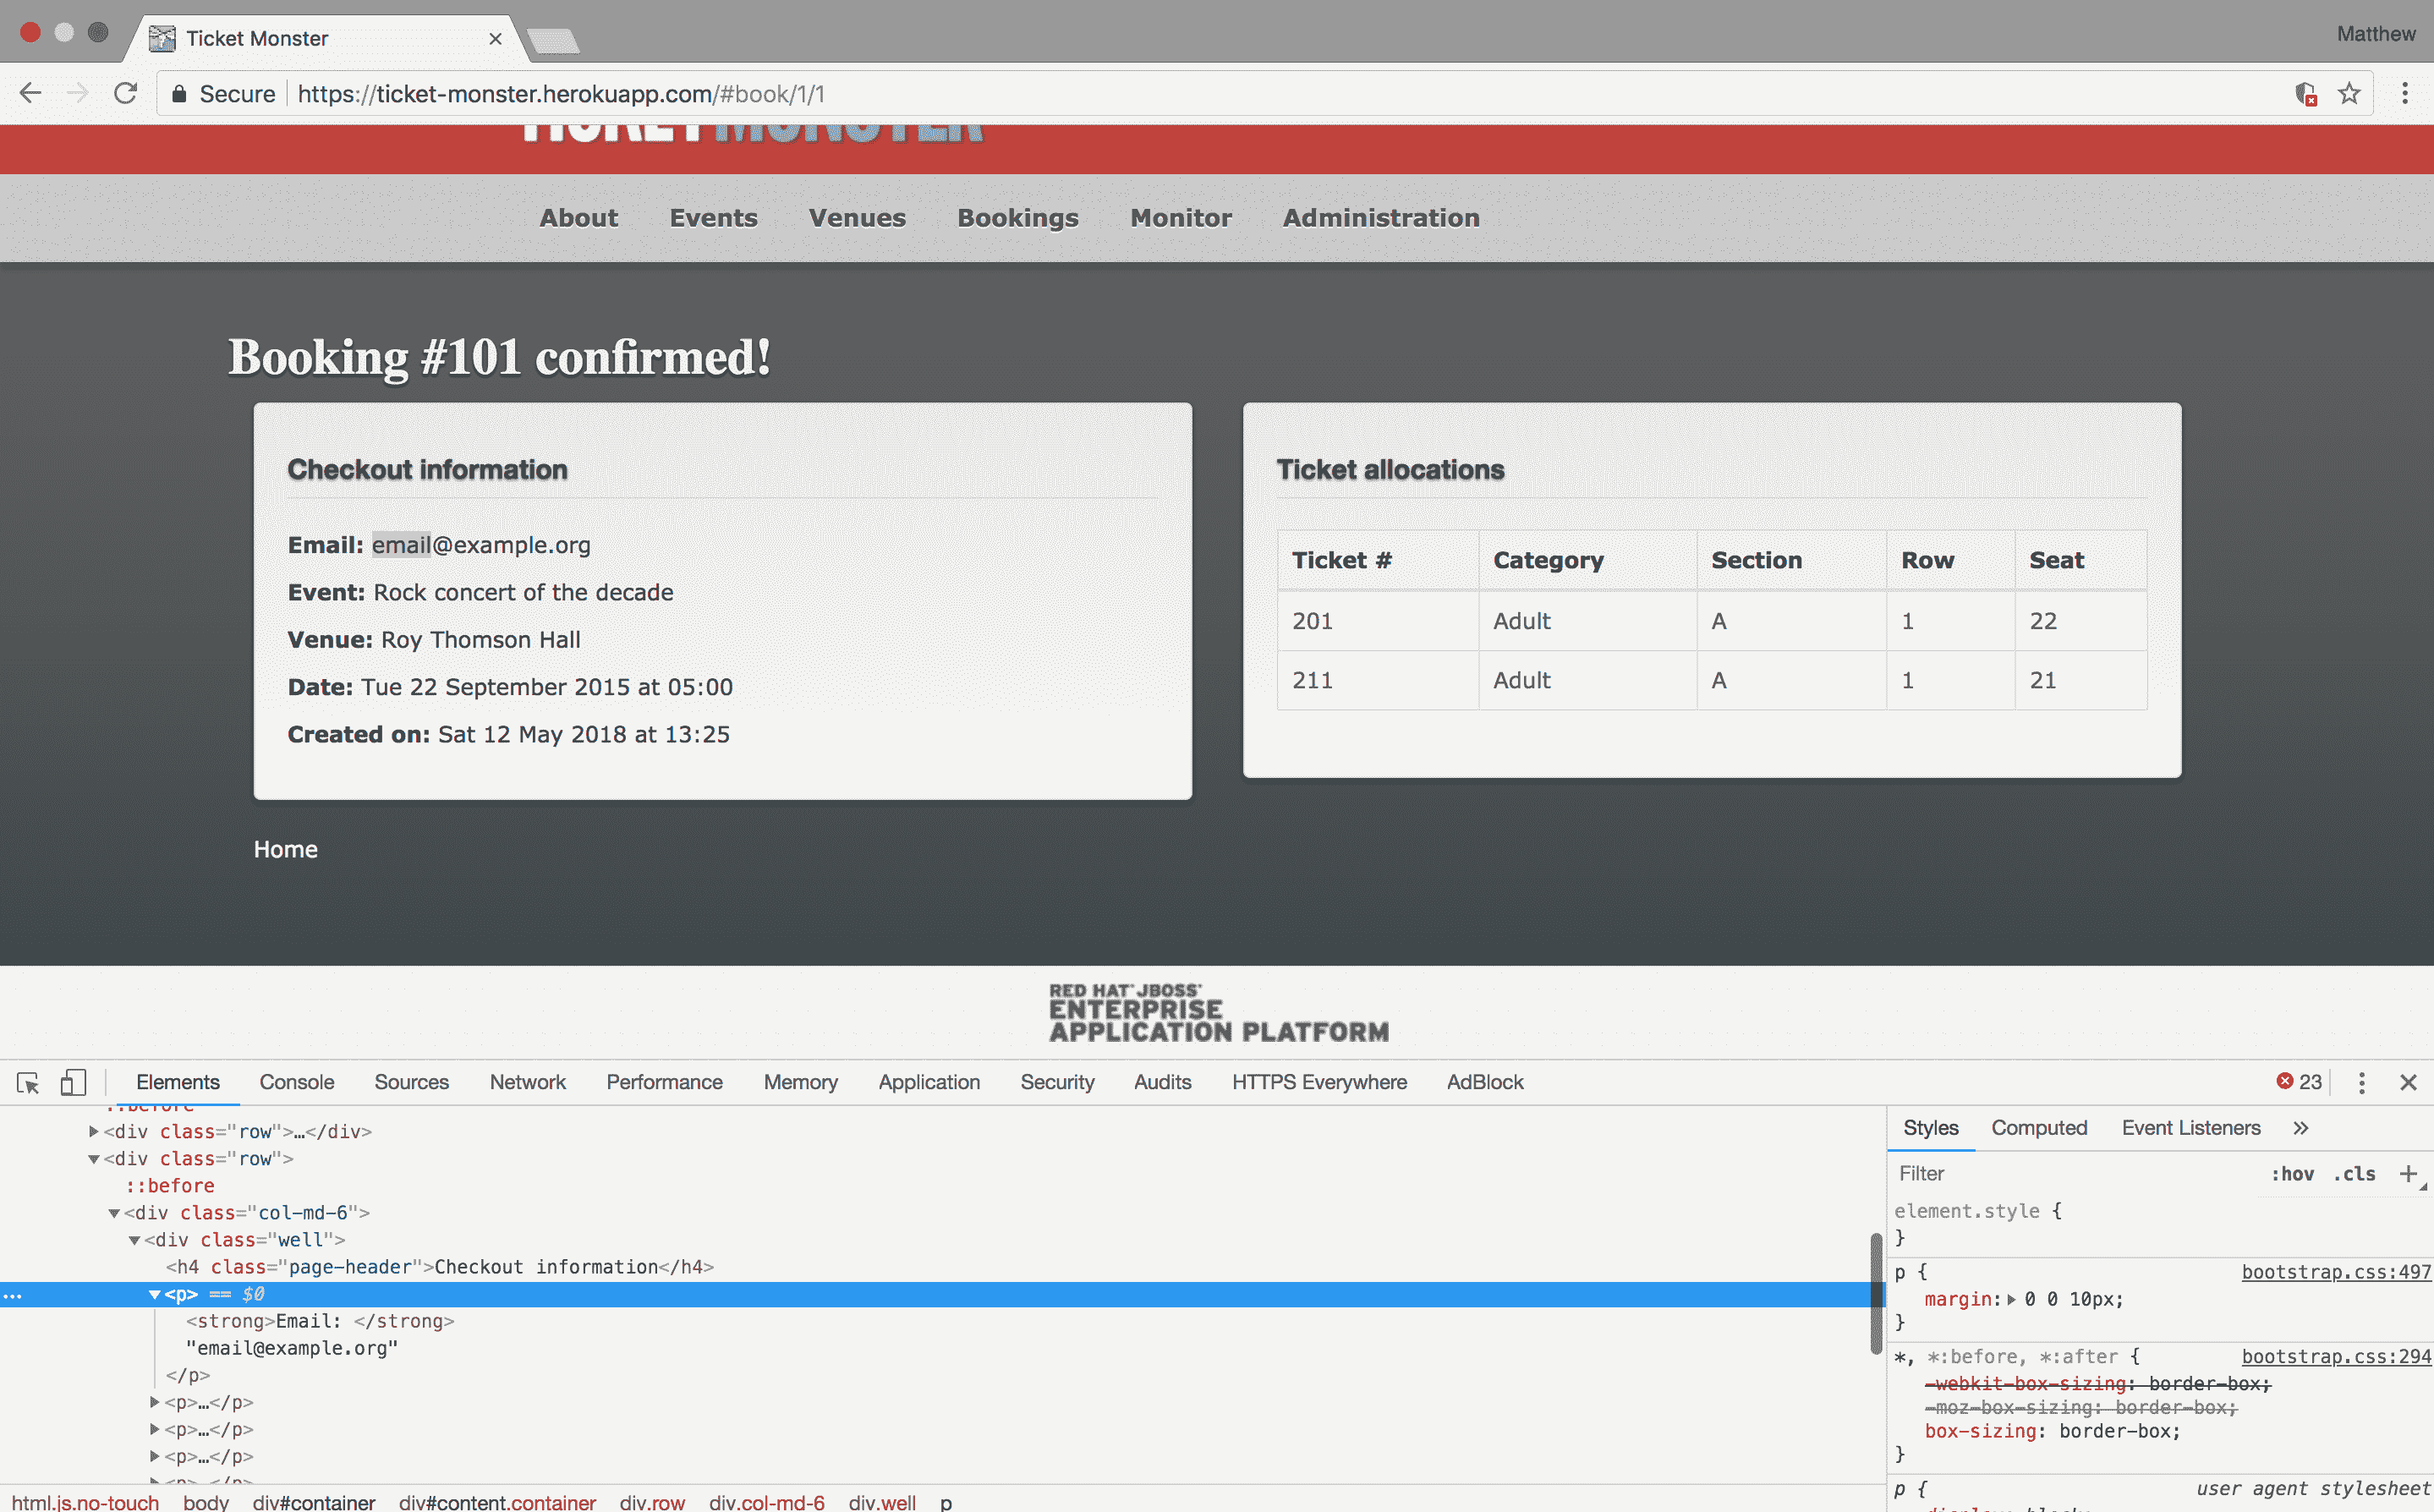 Ticket Monster
Matthew
Secure https://ticket-monster.herokuapp.com/#book/1/1
TICKETMONSTER
About Events Venues Bookings Monitor Administration
Booking #101 confirmed!
Checkout information
Email: email@example.org
Event: Rock concert of the decade
Venue: Roy Thomson Hall
Date: Tue 22 September 2015 at 05:00
Created on: Sat 12 May 2018 at 13:25
Ticket allocations
Ticket # Category Section Row Seat
201 Adult A 1 22
211 Adult A 1 21
Home
RED HAT JBOSS
ENTERPRISE
APPLICATION PLATFORM
Elements Console Sources Network Performance Memory Application Security Audits HTTPS Everywhere AdBlock 23
::before
<div class="row">…</div>
<div class="row">
::before
<div class="col-md-6">
<div class="well">
<h4 class="page-header">Checkout information</h4>
… <p> == $0
<strong>Email: </strong>
"email@example.org"
</p>
<p>…</p>
<p>…</p>
<p>…</p>
<p>…</p>
html.js.no-touch body div#container div#content.container div.row div.col-md-6 div.well p
Styles Computed Event Listeners »
Filter :hov .cls +
element.style {
}
p { bootstrap.css:497
margin: 0 0 10px;
}
*, *:before, *:after { bootstrap.css:294
-webkit-box-sizing: border-box;
-moz-box-sizing: border-box;
box-sizing: border-box;
}
p { user agent stylesheet
display: block;